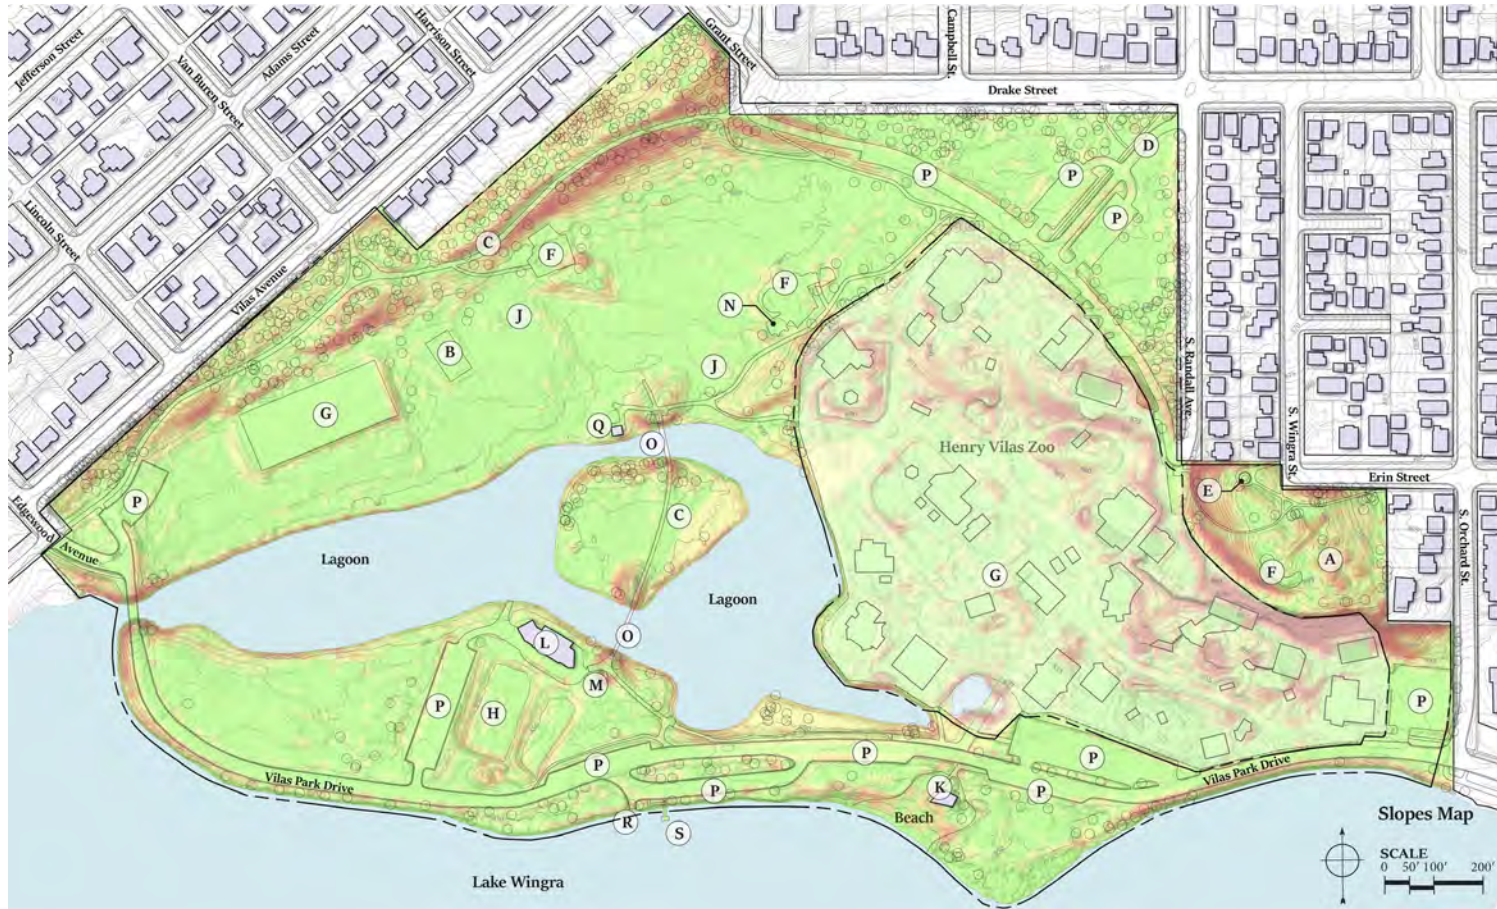 Jefferson Street
Van Buren Street
Adams Street
Harrison Street
Grant Street
Campbell St.
Drake Street
Lincoln Street
Vilas Avenue
Edgewood
Avenue
S. Randall Ave.
S. Wingra St.
Erin Street
S. Orchard St.
D
P
P
P
C
F
F
N
J
J
B
G
Q
O
Henry Vilas Zoo
E
P
C
F
A
Lagoon
Lagoon
G
O
L
M
P
H
P
P
P
P
P
P
K
Vilas Park Drive
Vilas Park Drive
R
S
Beach
Lake Wingra
Slopes Map
SCALE
0 50' 100' 200'